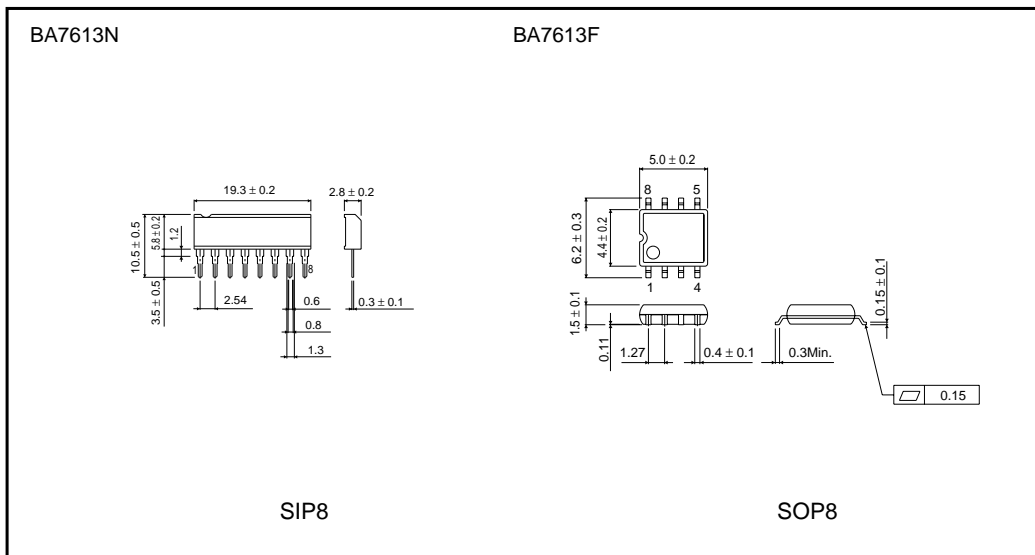 BA7613N
19.3 ± 0.2
2.8 ± 0.2
10.5 ± 0.5
5.8 ± 0.2
1.2
3.5 ± 0.5
1
8
2.54
0.6
0.3 ± 0.1
0.8
1.3
SIP8
BA7613F
5.0 ± 0.2
8
5
6.2 ± 0.3
4.4 ± 0.2
1
4
1.5 ± 0.1
0.11
1.27
0.4 ± 0.1
0.3Min.
0.15 ± 0.1
0.15
SOP8